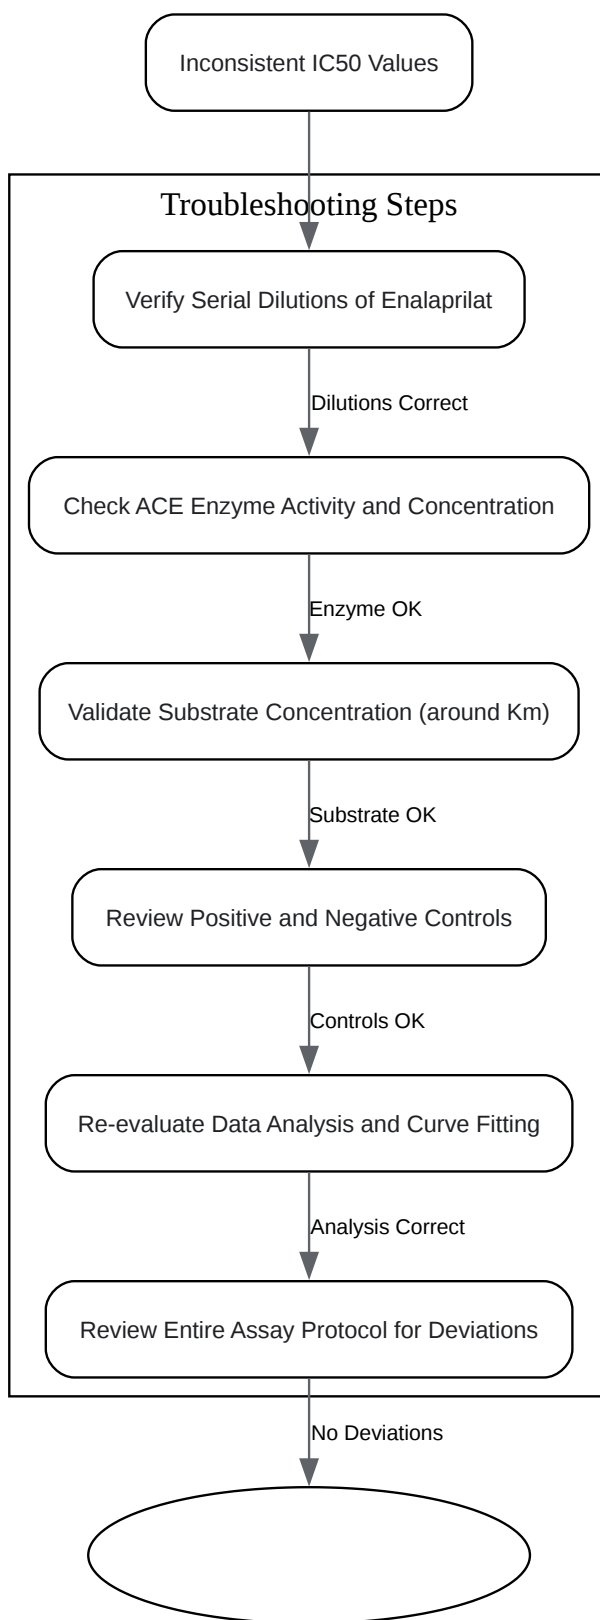 Inconsistent IC50 Values
Troubleshooting Steps
Verify Serial Dilutions of Enalaprilat
Dilutions Correct
Check ACE Enzyme Activity and Concentration
Enzyme OK
Validate Substrate Concentration (around Km)
Substrate OK
Review Positive and Negative Controls
Controls OK
Re-evaluate Data Analysis and Curve Fitting
Analysis Correct
Review Entire Assay Protocol for Deviations
No Deviations